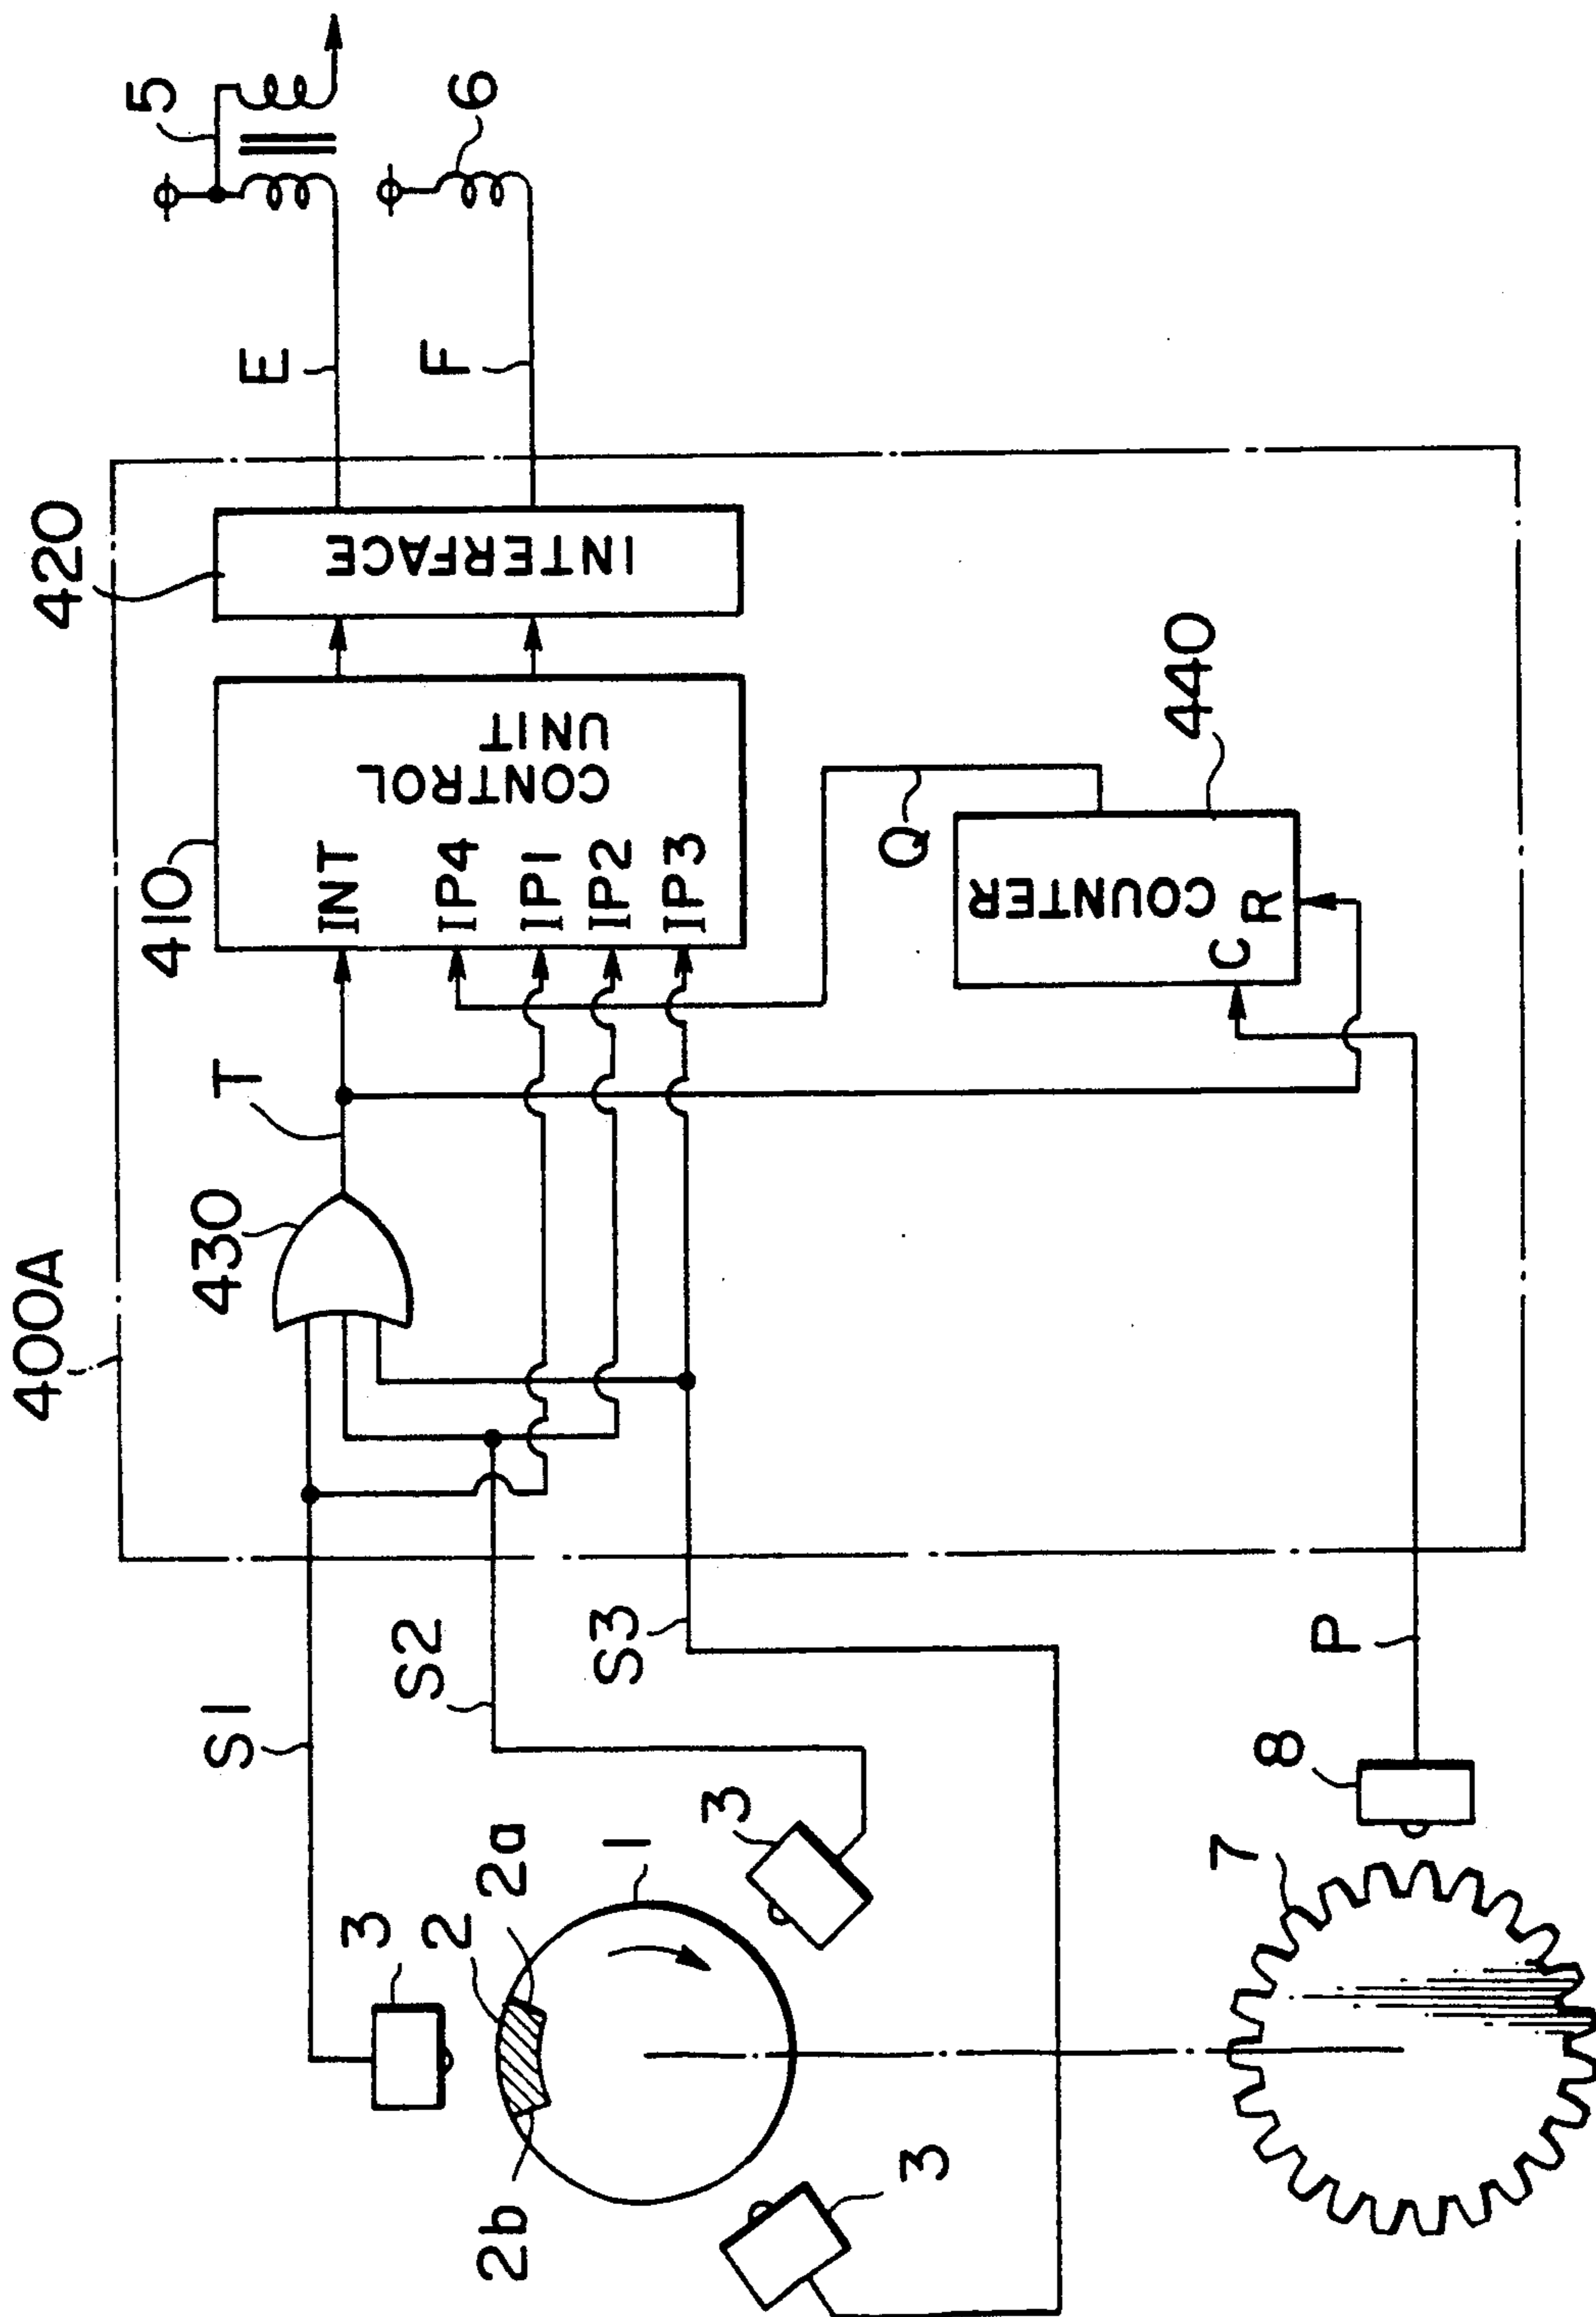 400A
430
T
410
INT
IP4
IP1
IP2
IP3
CONTROL
UNIT
420
INTERFACE
E
F
5
6
Q
COUNTER
C
R
440
S1
S2
S3
P
3
2
2a
2b
1
3
3
7
8